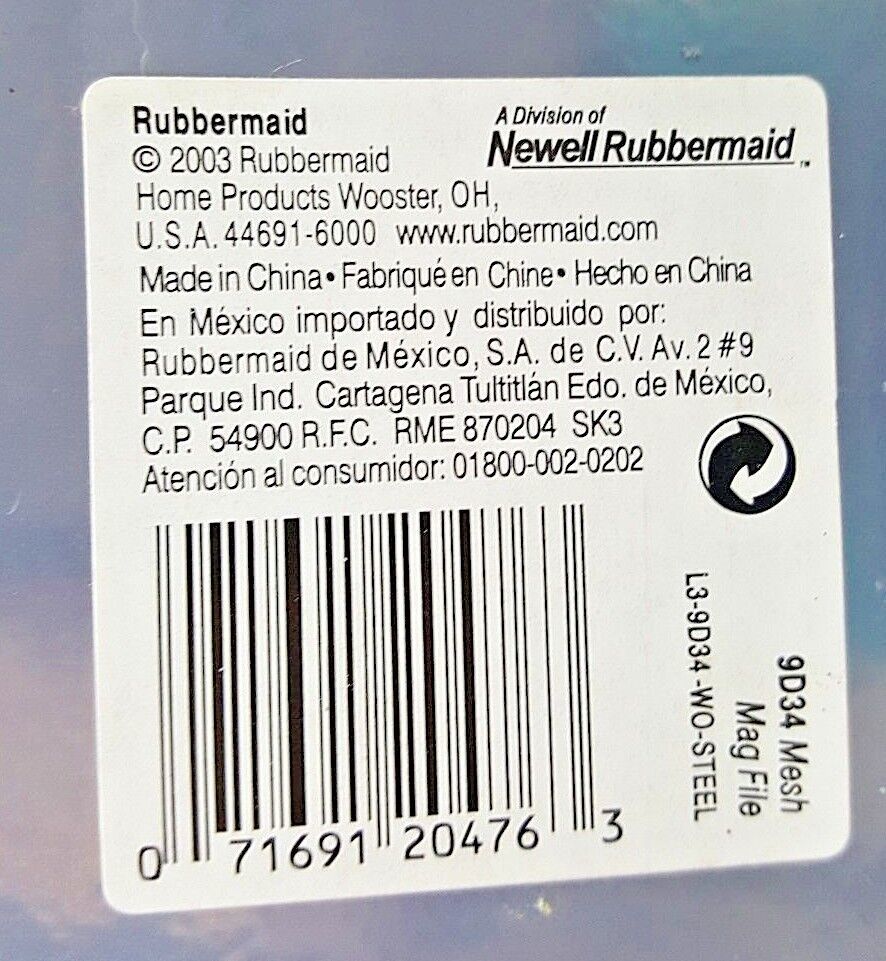 Rubbermaid
© 2003 Rubbermaid
Home Products Wooster, OH,
U.S.A. 44691-6000 www.rubbermaid.com
A Division of
Newell Rubbermaid™
Made in China • Fabriqué en Chine • Hecho en China
En México importado y distribuido por:
Rubbermaid de México, S.A. de C.V. Av. 2 #9
Parque Ind. Cartagena Tultitlán Edo. de México,
C.P. 54900 R.F.C. RME 870204 SK3
Atención al consumidor: 01800-002-0202
0 71691 20476 3
L3-9D34-WO-STEEL
9D34 Mesh
Mag File